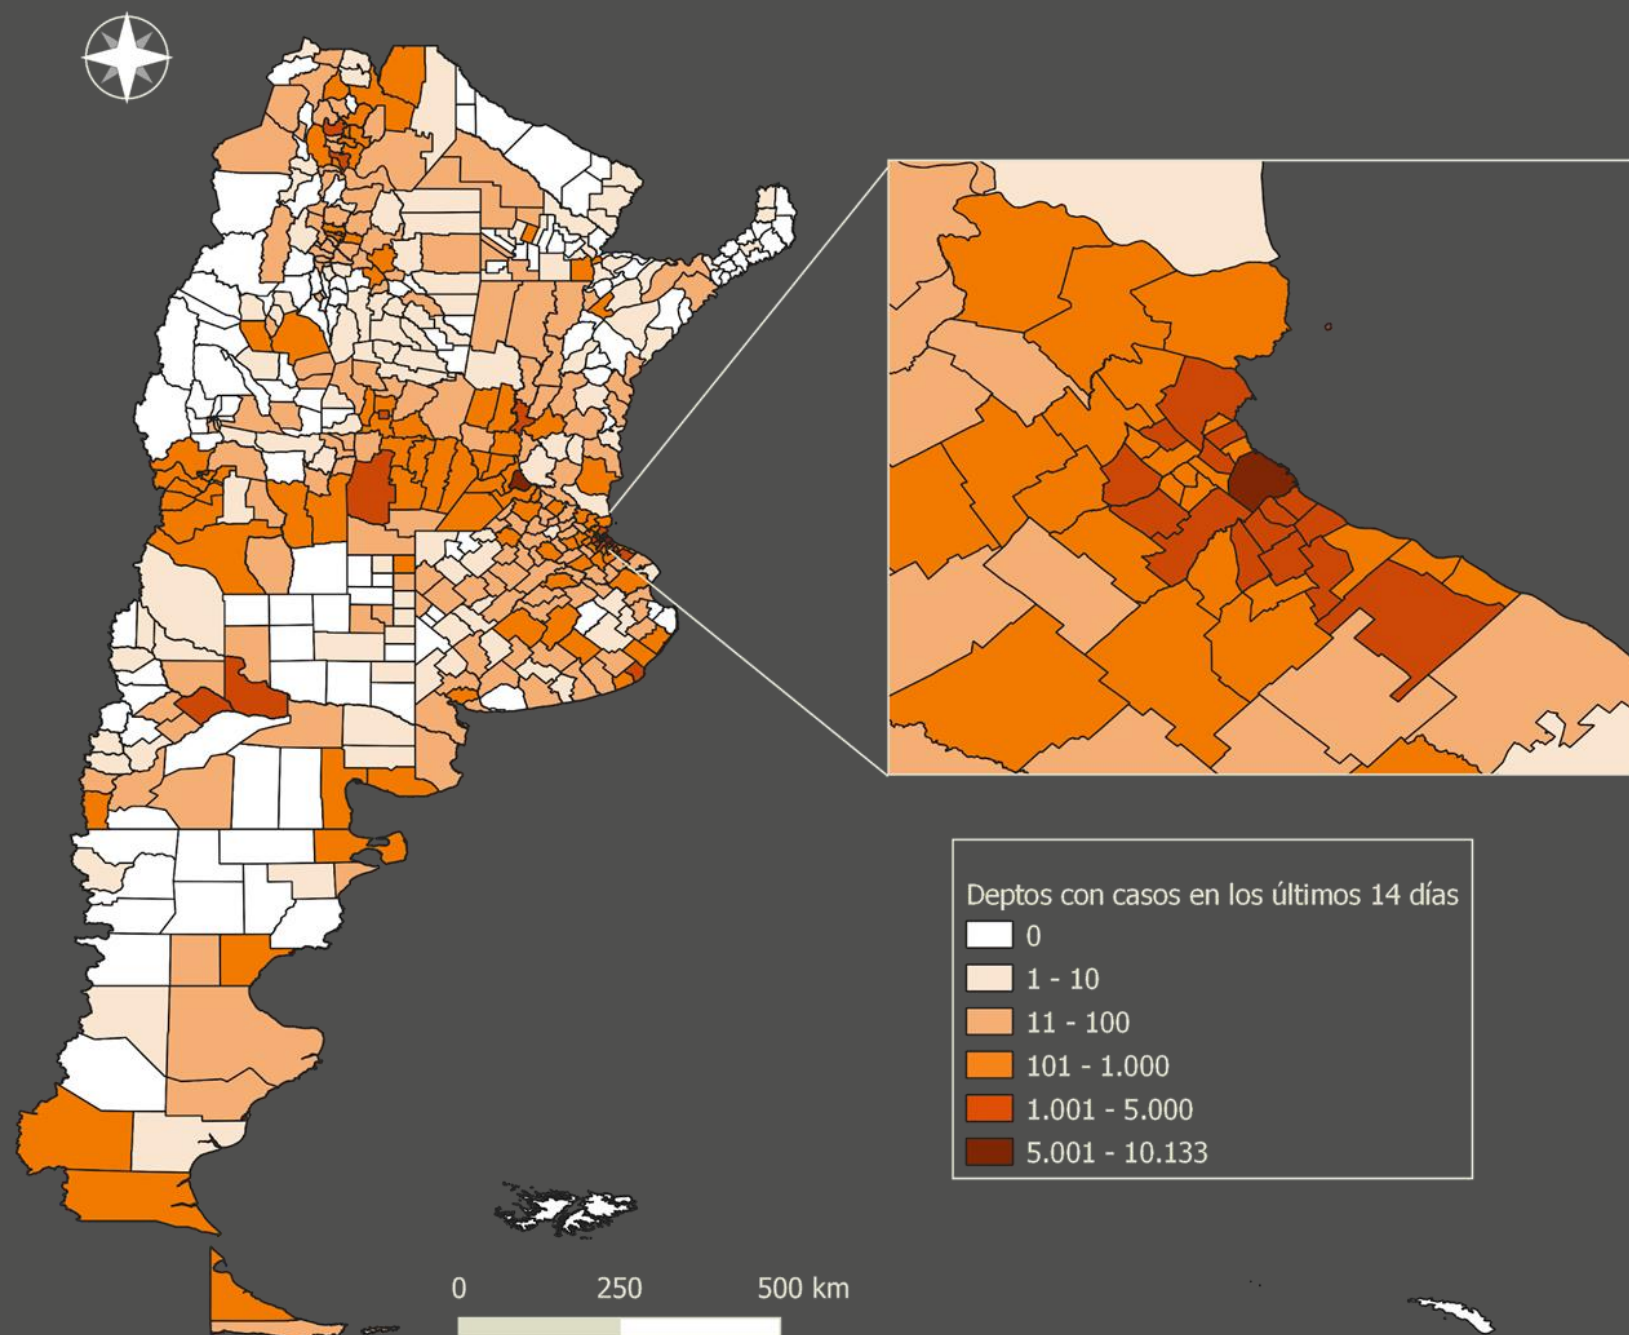 Deptos con casos en los últimos 14 días
0
1 - 10
11 - 100
101 - 1.000
1.001 - 5.000
5.001 - 10.133
0 250 500 km